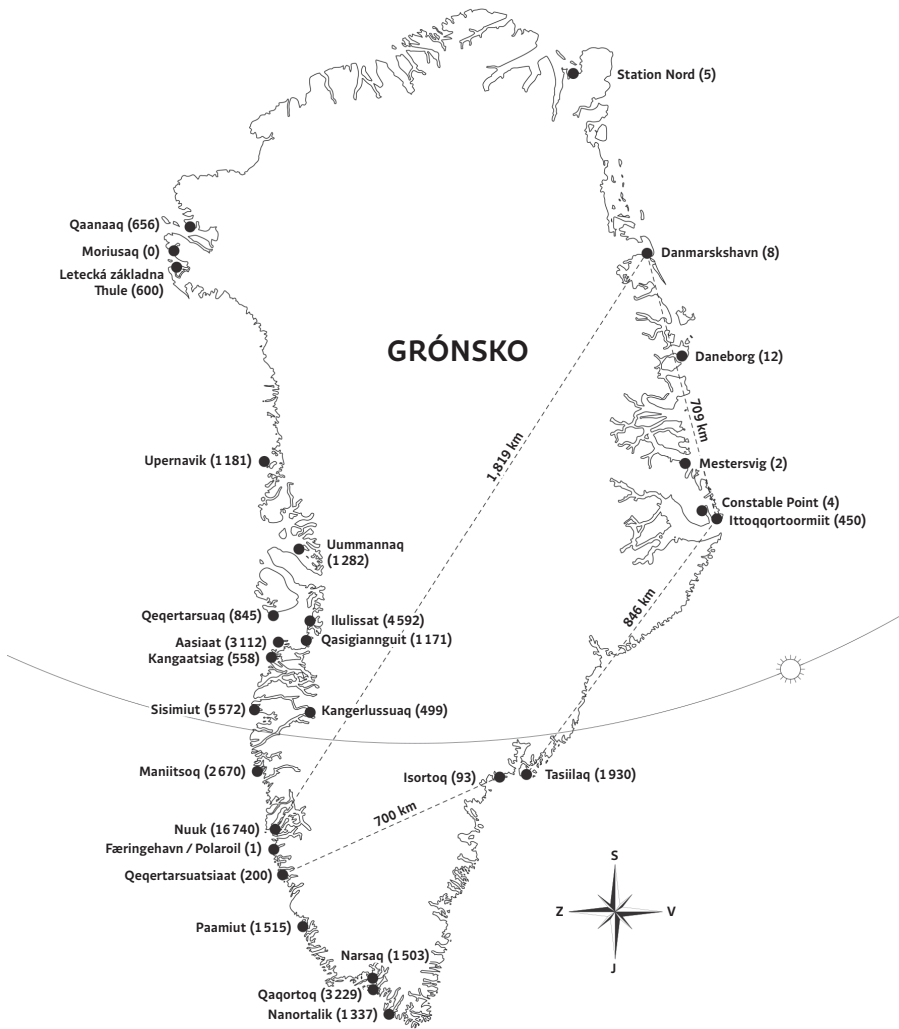 Station Nord (5)
Qaanaaq (656)
Moriusaq (0)
Danmarkshavn (8)
Letecká základna
Thule (600)
GRÓNSKO
Daneborg (12)
709 km
1,819 km
Upernavik (1 181)
Mestersvig (2)
Constable Point (4)
Ittoqqortoormiit (450)
Uummannaq
(1 282)
846 km
Qeqertarsuaq (845)
Ilulissat (4 592)
Aasiaat (3 112)
Qasigiannguit (1 171)
Kangaatsiag (558)
Sisimiut (5 572)
Kangerlussuaq (499)
Maniitsoq (2 670)
Isortoq (93)
Tasiilaq (1 930)
700 km
Nuuk (16 740)
Færingehavn / Polaroil (1)
Qeqertarsuatsiaat (200)
S
Z
V
J
Paamiut (1 515)
Narsaq (1 503)
Qaqortoq (3 229)
Nanortalik (1 337)